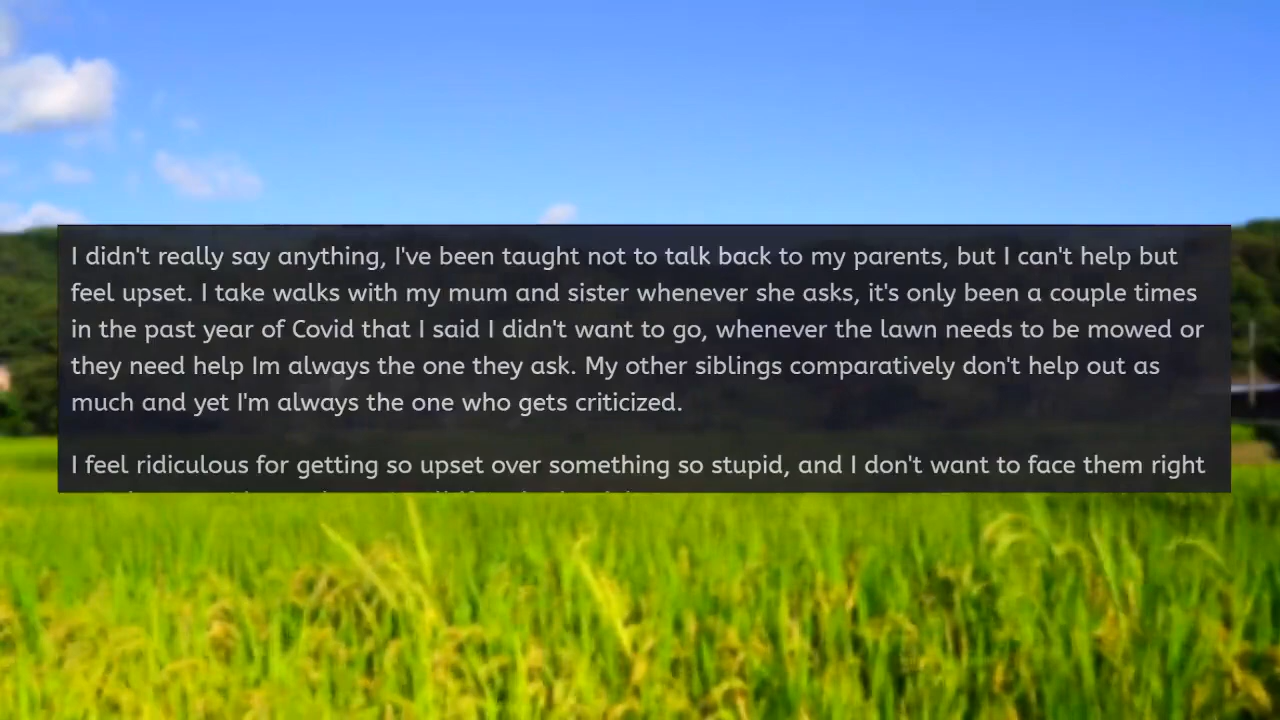 I didn't really say anything, I've been taught not to talk back to my parents, but I can't help but
feel upset. I take walks with my mum and sister whenever she asks, it's only been a couple times
in the past year of Covid that I said I didn't want to go, whenever the lawn needs to be mowed or
they need help Im always the one they ask. My other siblings comparatively don't help out as
much and yet I'm always the one who gets criticized.
I feel ridiculous for getting so upset over something so stupid, and I don't want to face them right